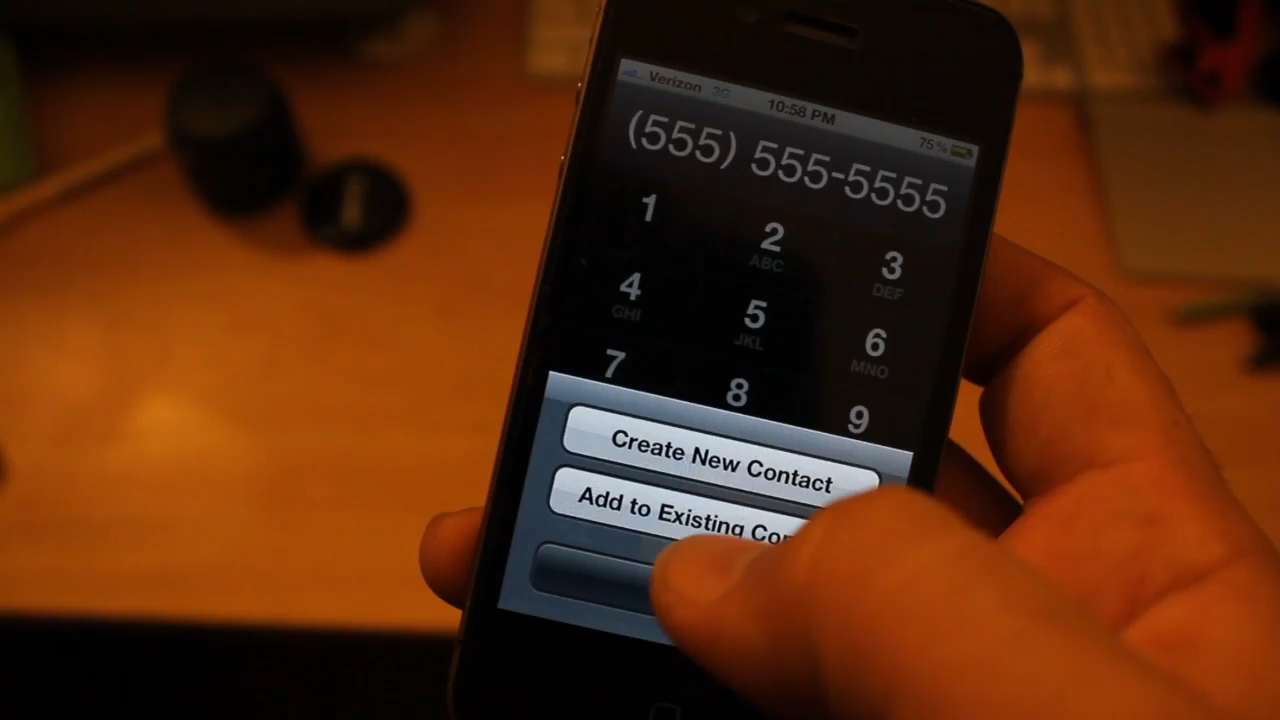 Verizon 3G 10:58 PM 75%
(555) 555-5555
1 2 ABC 3 DEF
4 GHI 5 JKL 6 MNO
7 8 9
Create New Contact
Add to Existing